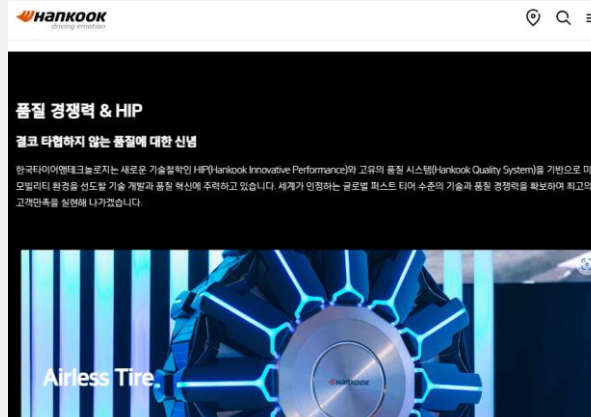 HANKOOK
driving emotion
품질 경쟁력 & HIP
결코 타협하지 않는 품질에 대한 신념
한국타이어앤테크놀로지는 새로운 기술철학인 HIP(Hankook Innovative Performance)와 고유의 품질 시스템(Hankook Quality System)을 기반으로 미
모빌리티 환경을 선도할 기술 개발과 품질 혁신에 주력하고 있습니다. 세계가 인정하는 글로벌 퍼스트 티어 수준의 기술과 품질 경쟁력을 확보하여 최고의
고객만족을 실현해 나가겠습니다.
Airless Tire
HANKOOK